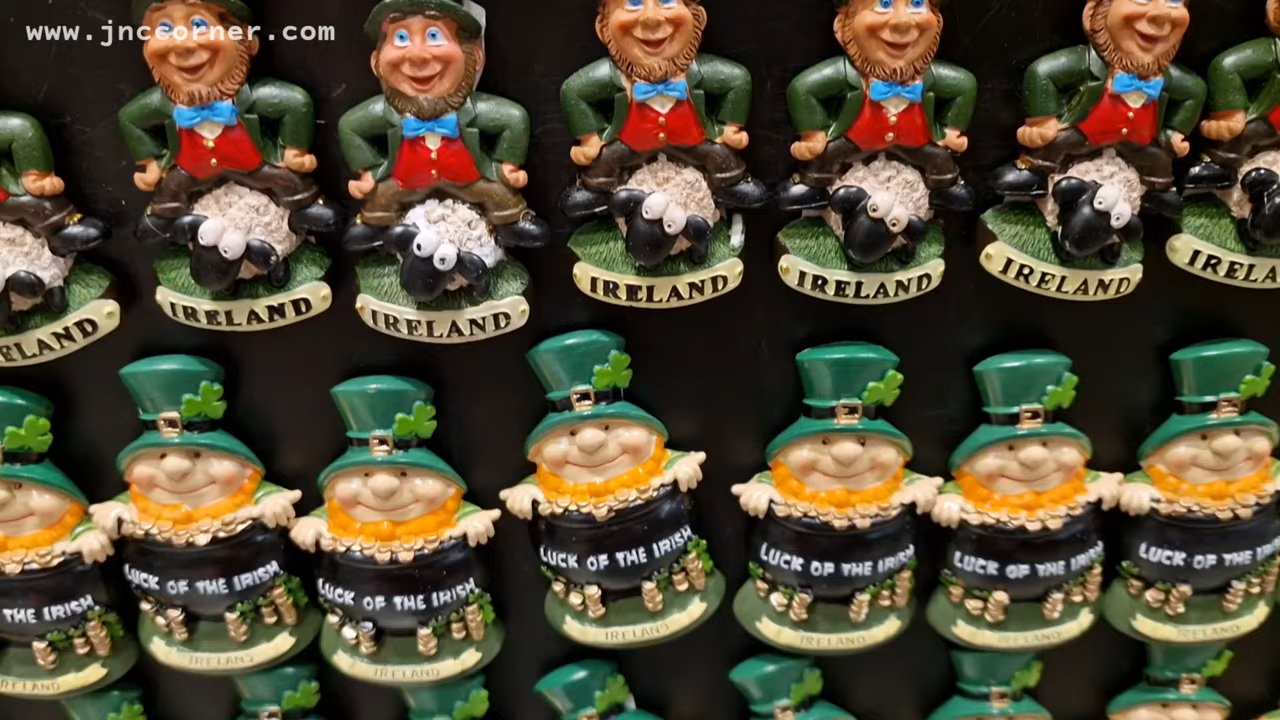 www.jnccorner.com
IRELAND
IRELAND
IRELAND
IRELAND
IRELAND
IRELA
ELAND
LUCK OF THE IRISH
LUCK OF THE IRISH
LUCK OF THE IRISH
LUCK OF THE IRISH
LUCK OF THE IRISH
LUCK OF THE IRISH
THE IRISH
IRELAND
IRELAND
IRELAND
IRELAND
IRELAND
IRELAND
IRELAND